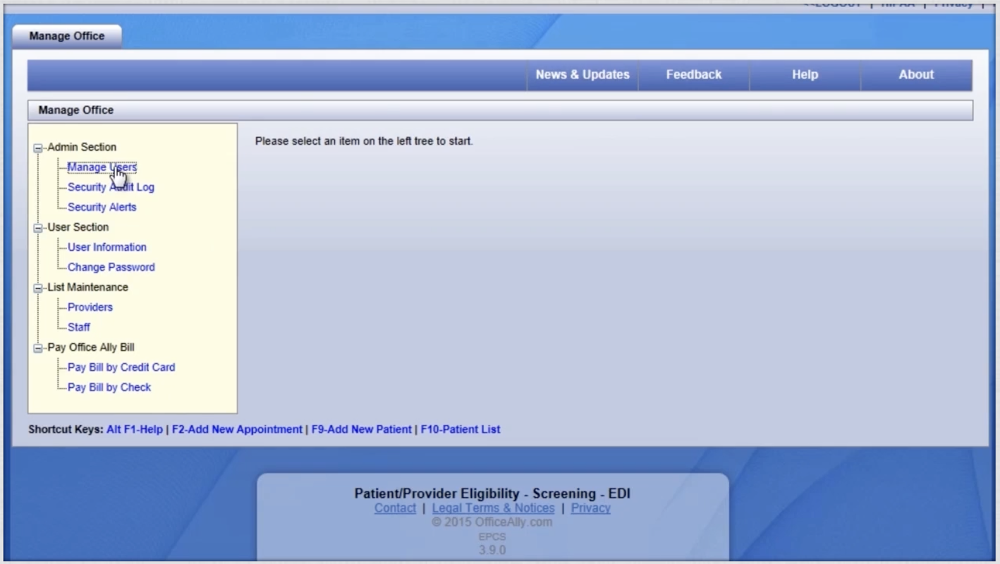 <<LOGOUT | HIPAA | Privacy |
Manage Office
News & Updates Feedback Help About
Manage Office
Please select an item on the left tree to start.
Admin Section
Manage Users
Security Audit Log
Security Alerts
User Section
User Information
Change Password
List Maintenance
Providers
Staff
Pay Office Ally Bill
Pay Bill by Credit Card
Pay Bill by Check
Shortcut Keys: Alt F1-Help | F2-Add New Appointment | F9-Add New Patient | F10-Patient List
Patient/Provider Eligibility - Screening - EDI
Contact | Legal Terms & Notices | Privacy
© 2015 OfficeAlly.com
EPCS
3.9.0